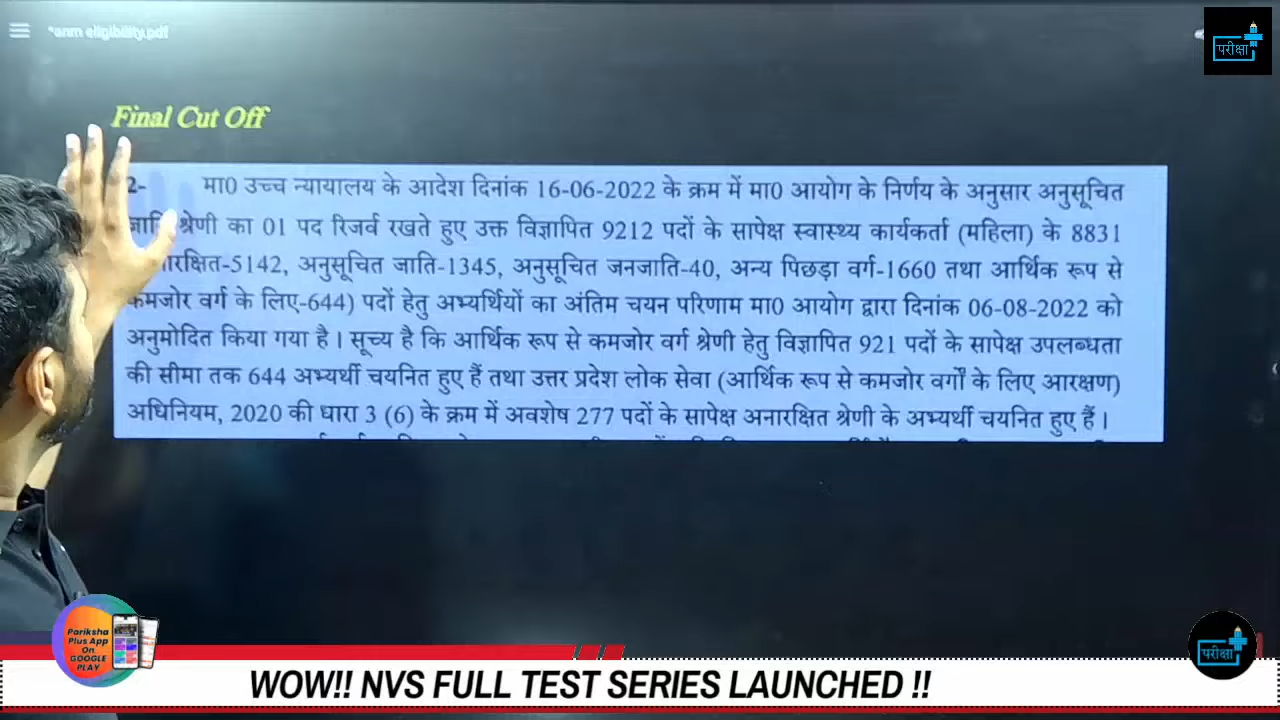 *anm eligibility.pdf
परीक्षा
Final Cut Off
2- मा0 उच्च न्यायालय के आदेश दिनांक 16-06-2022 के क्रम में मा0 आयोग के निर्णय के अनुसार अनुसूचित
श्रेणी का 01 पद रिजर्व रखते हुए उक्त विज्ञापित 9212 पदों के सापेक्ष स्वास्थ्य कार्यकर्ता (महिला) के 8831
रक्षित-5142, अनुसूचित जाति-1345, अनुसूचित जनजाति-40, अन्य पिछड़ा वर्ग-1660 तथा आर्थिक रूप से
कमजोर वर्ग के लिए-644) पदों हेतु अभ्यर्थियों का अंतिम चयन परिणाम मा0 आयोग द्वारा दिनांक 06-08-2022 को
अनुमोदित किया गया है। सूच्य है कि आर्थिक रूप से कमजोर वर्ग श्रेणी हेतु विज्ञापित 921 पदों के सापेक्ष उपलब्धता
की सीमा तक 644 अभ्यर्थी चयनित हुए हैं तथा उत्तर प्रदेश लोक सेवा (आर्थिक रूप से कमजोर वर्गों के लिए आरक्षण)
अधिनियम, 2020 की धारा 3 (6) के क्रम में अवशेष 277 पदों के सापेक्ष अनारक्षित श्रेणी के अभ्यर्थी चयनित हुए हैं।
Pariksha
Plus App
On
GOOGLE
PLAY
परीक्षा
WOW!! NVS FULL TEST SERIES LAUNCHED !!